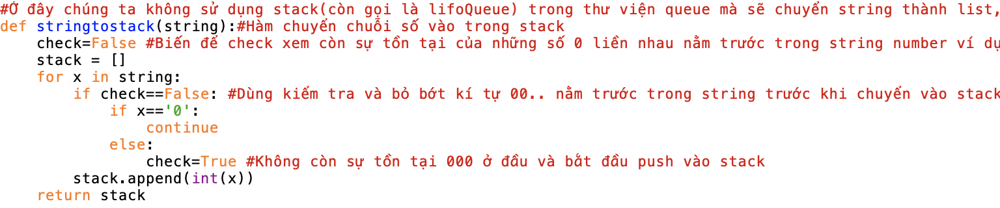 #Ở đây chúng ta không sử dụng stack(còn gọi là lifoQueue) trong thư viện queue mà sẽ chuyển string thành list,
def stringtostack(string):#Hàm chuyển chuỗi số vào trong stack
    check=False #Biến để check xem còn sự tồn tại của những số 0 liền nhau nằm trước trong string number ví dụ
    stack = []
    for x in string:
        if check==False: #Dùng kiểm tra và bỏ bớt kí tự 00.. nằm trước trong string trước khi chuyển vào stack
            if x=='0':
                continue
            else:
                check=True #Không còn sự tồn tại 000 ở đầu và bắt đầu push vào stack
        stack.append(int(x))
    return stack